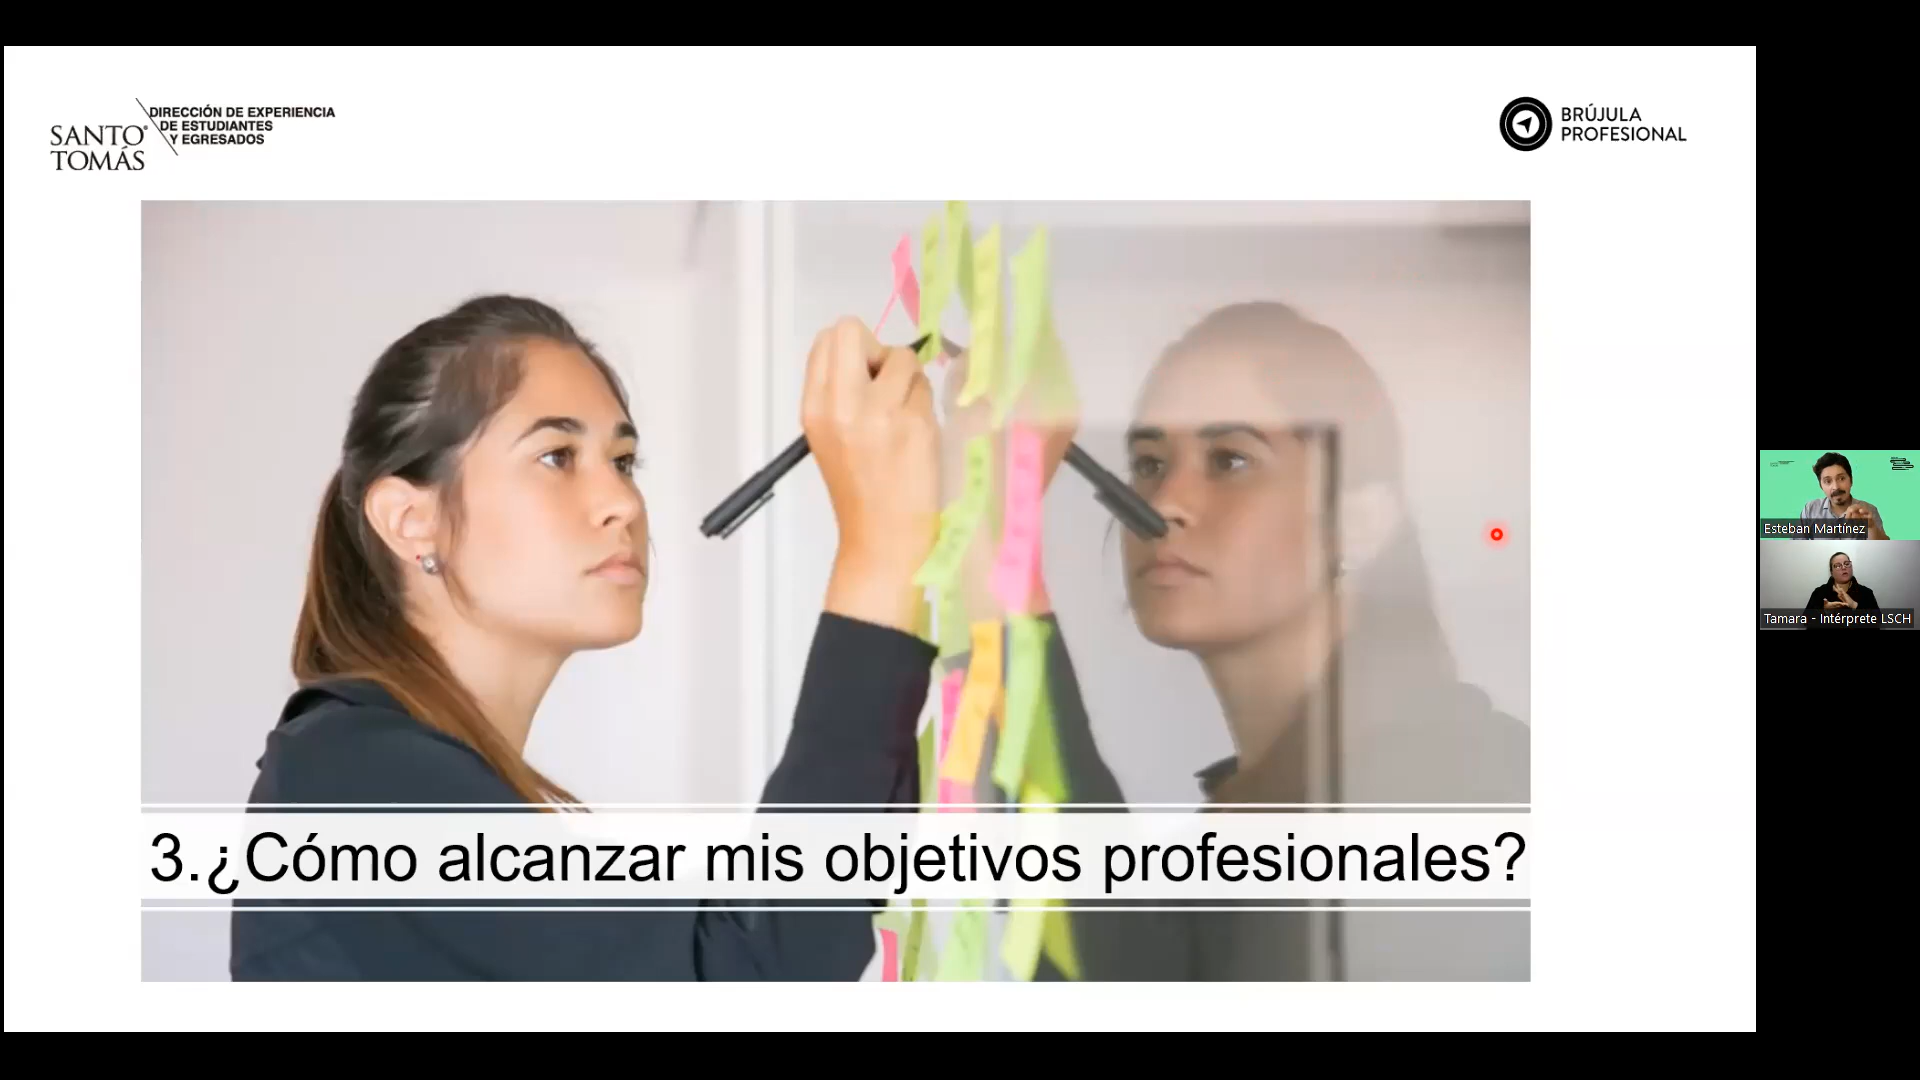 SANTO
TOMÁS
DIRECCIÓN DE EXPERIENCIA
DE ESTUDIANTES
Y EGRESADOS
BRÚJULA
PROFESIONAL
3.¿Cómo alcanzar mis objetivos profesionales?
Esteban Martínez
Tamara - Intérprete LSCH